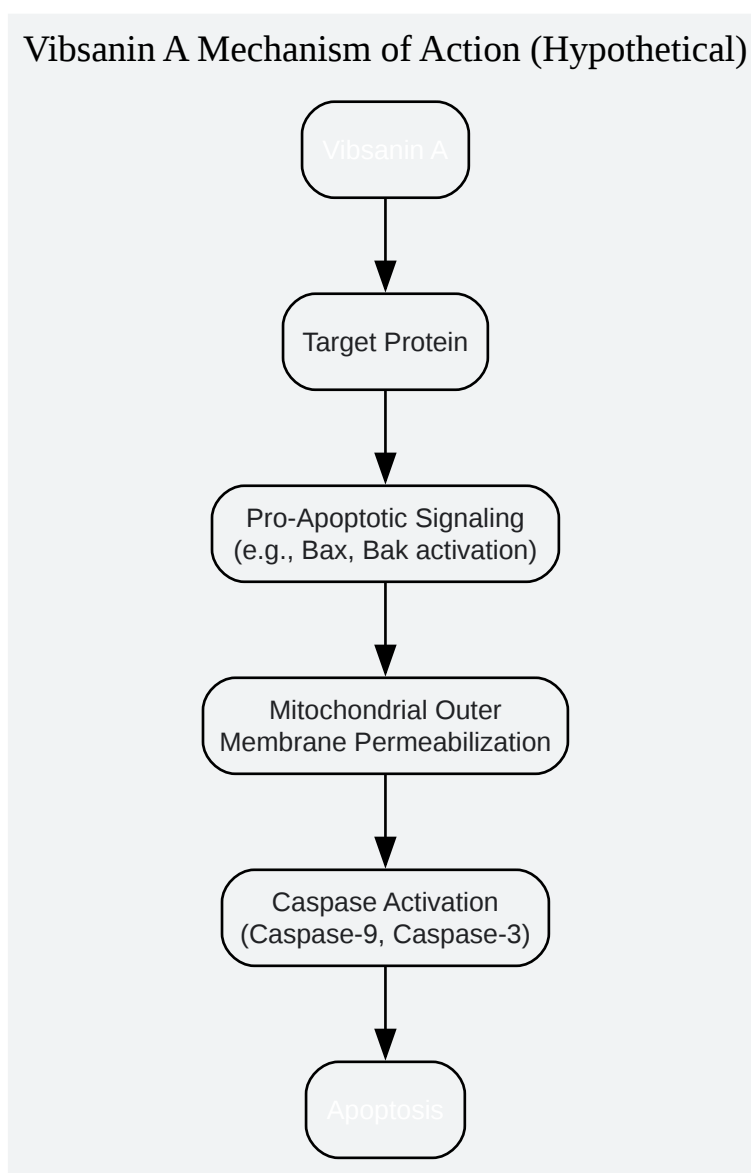 Vibsanin A Mechanism of Action (Hypothetical)
Vibsanin A
Target Protein
Pro-Apoptotic Signaling
(e.g., Bax, Bak activation)
Mitochondrial Outer
Membrane Permeabilization
Caspase Activation
(Caspase-9, Caspase-3)
Apoptosis